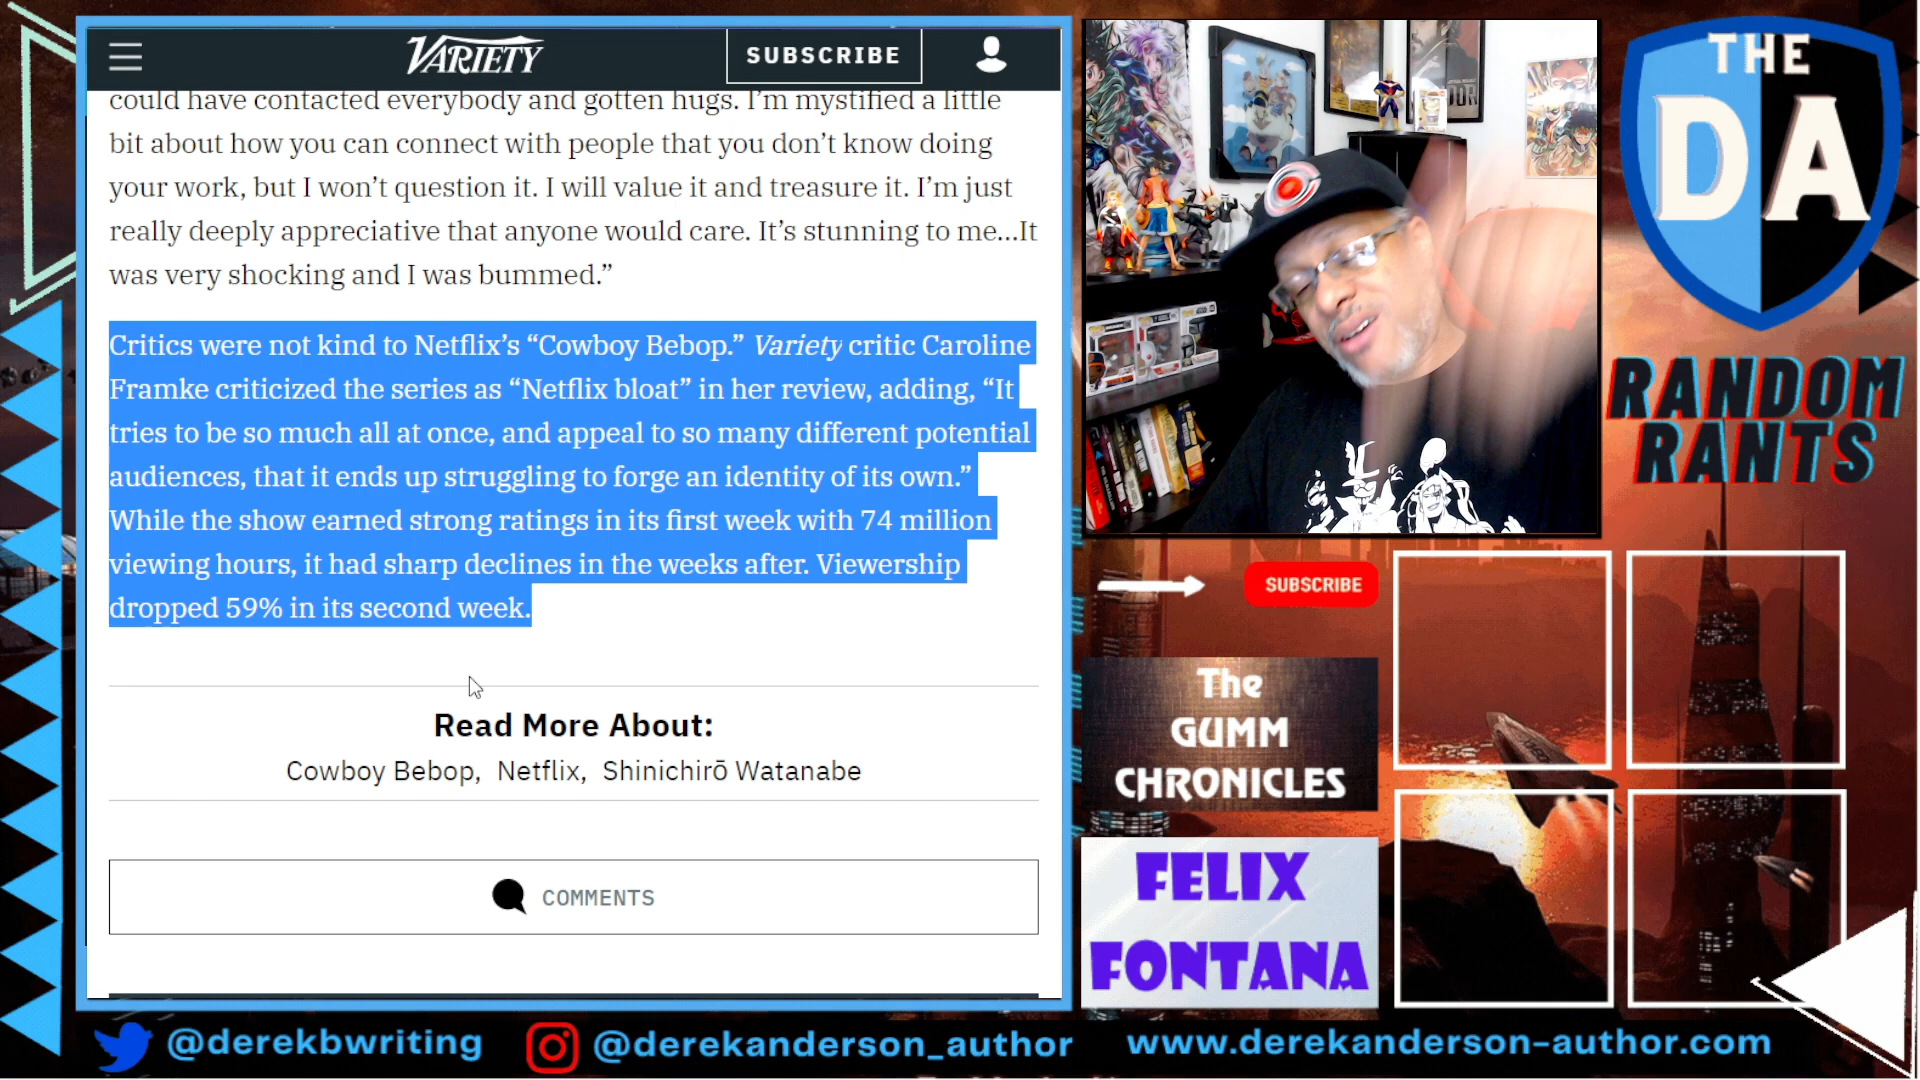 VARIETY
SUBSCRIBE
could have contacted everybody and gotten hugs. I’m mystified a little
bit about how you can connect with people that you don’t know doing
your work, but I won’t question it. I will value it and treasure it. I’m just
really deeply appreciative that anyone would care. It’s stunning to me...It
was very shocking and I was bummed.”
Critics were not kind to Netflix’s “Cowboy Bebop.” Variety critic Caroline
Framke criticized the series as “Netflix bloat” in her review, adding, “It
tries to be so much all at once, and appeal to so many different potential
audiences, that it ends up struggling to forge an identity of its own.”
While the show earned strong ratings in its first week with 74 million
viewing hours, it had sharp declines in the weeks after. Viewership
dropped 59% in its second week.
Read More About:
Cowboy Bebop, Netflix, Shinichirō Watanabe
COMMENTS
THE
DA
RANDOM
RANTS
SUBSCRIBE
The
GUMM
CHRONICLES
FELIX
FONTANA
@derekbwriting
@derekanderson_author
www.derekanderson-author.com